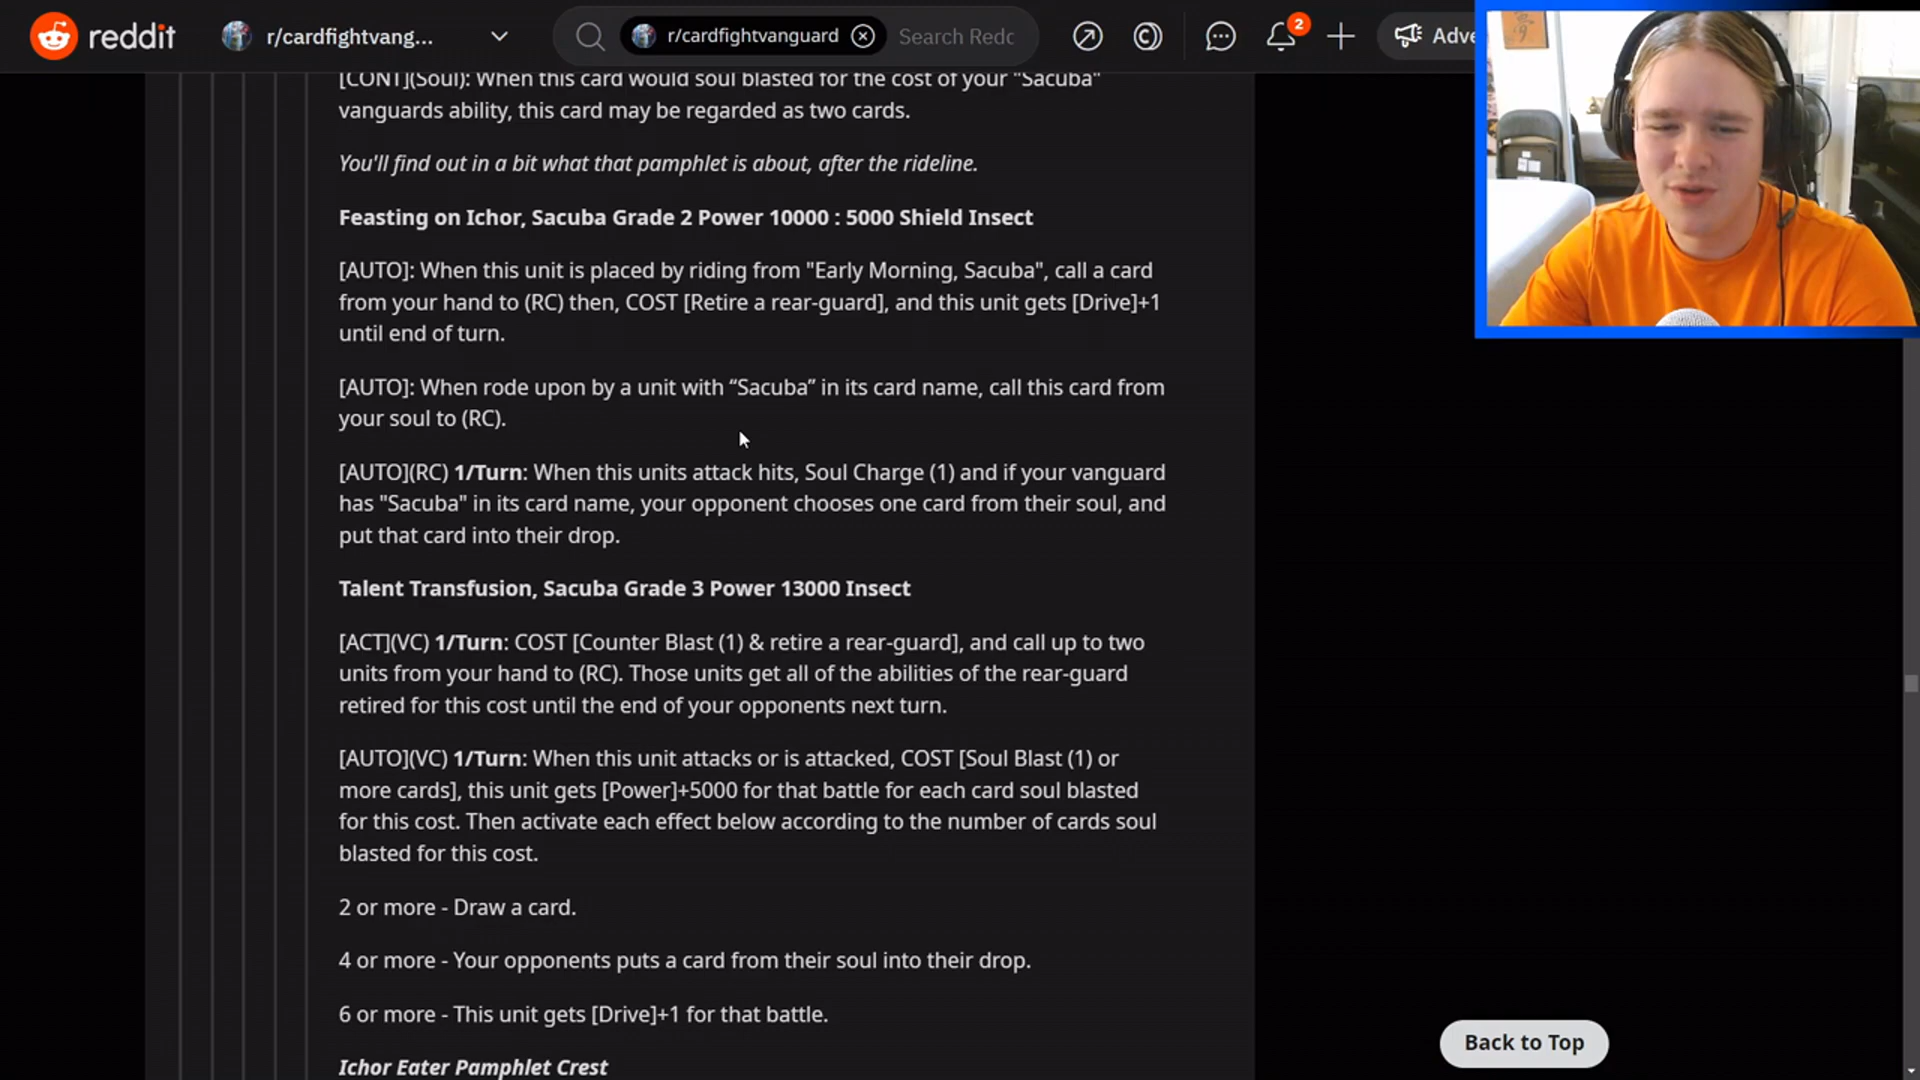 reddit
r/cardfightvang...
r/cardfightvanguard
Search Redc
2
Adve
[CONT](Soul): When this card would soul blasted for the cost of your "Sacuba"
vanguards ability, this card may be regarded as two cards.
You'll find out in a bit what that pamphlet is about, after the rideline.
Feasting on Ichor, Sacuba Grade 2 Power 10000 : 5000 Shield Insect
[AUTO]: When this unit is placed by riding from "Early Morning, Sacuba", call a card
from your hand to (RC) then, COST [Retire a rear-guard], and this unit gets [Drive]+1
until end of turn.
[AUTO]: When rode upon by a unit with “Sacuba” in its card name, call this card from
your soul to (RC).
[AUTO](RC) 1/Turn: When this units attack hits, Soul Charge (1) and if your vanguard
has "Sacuba" in its card name, your opponent chooses one card from their soul, and
put that card into their drop.
Talent Transfusion, Sacuba Grade 3 Power 13000 Insect
[ACT](VC) 1/Turn: COST [Counter Blast (1) & retire a rear-guard], and call up to two
units from your hand to (RC). Those units get all of the abilities of the rear-guard
retired for this cost until the end of your opponents next turn.
[AUTO](VC) 1/Turn: When this unit attacks or is attacked, COST [Soul Blast (1) or
more cards], this unit gets [Power]+5000 for that battle for each card soul blasted
for this cost. Then activate each effect below according to the number of cards soul
blasted for this cost.
2 or more - Draw a card.
4 or more - Your opponents puts a card from their soul into their drop.
6 or more - This unit gets [Drive]+1 for that battle.
Ichor Eater Pamphlet Crest
Back to Top